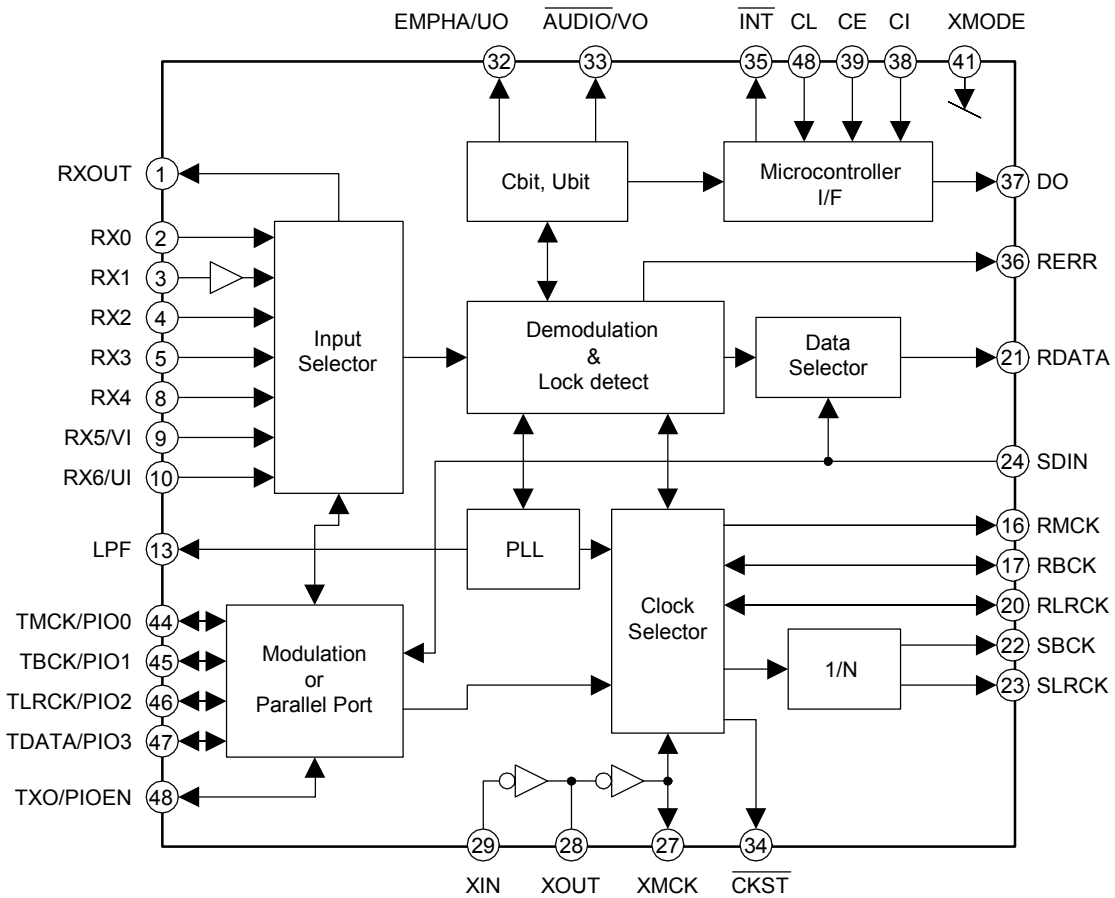 EMPHA/UO AUDIO/VO INT CL CE CI XMODE
32 33 35 48 39 38 41
RXOUT 1
Cbit, Ubit
Microcontroller
I/F
37 DO
RX0 2
RX1 3
RX2 4
RX3 5
RX4 8
RX5/VI 9
RX6/UI 10
Input
Selector
36 RERR
Demodulation
&
Lock detect
Data
Selector
21 RDATA
24 SDIN
LPF 13
PLL
Clock
Selector
16 RMCK
17 RBCK
20 RLRCK
22 SBCK
23 SLRCK
1/N
TMCK/PIO0 44
TBCK/PIO1 45
TLRCK/PIO2 46
TDATA/PIO3 47
TXO/PIOEN 48
Modulation
or
Parallel Port
29 28 27 34
XIN XOUT XMCK CKST